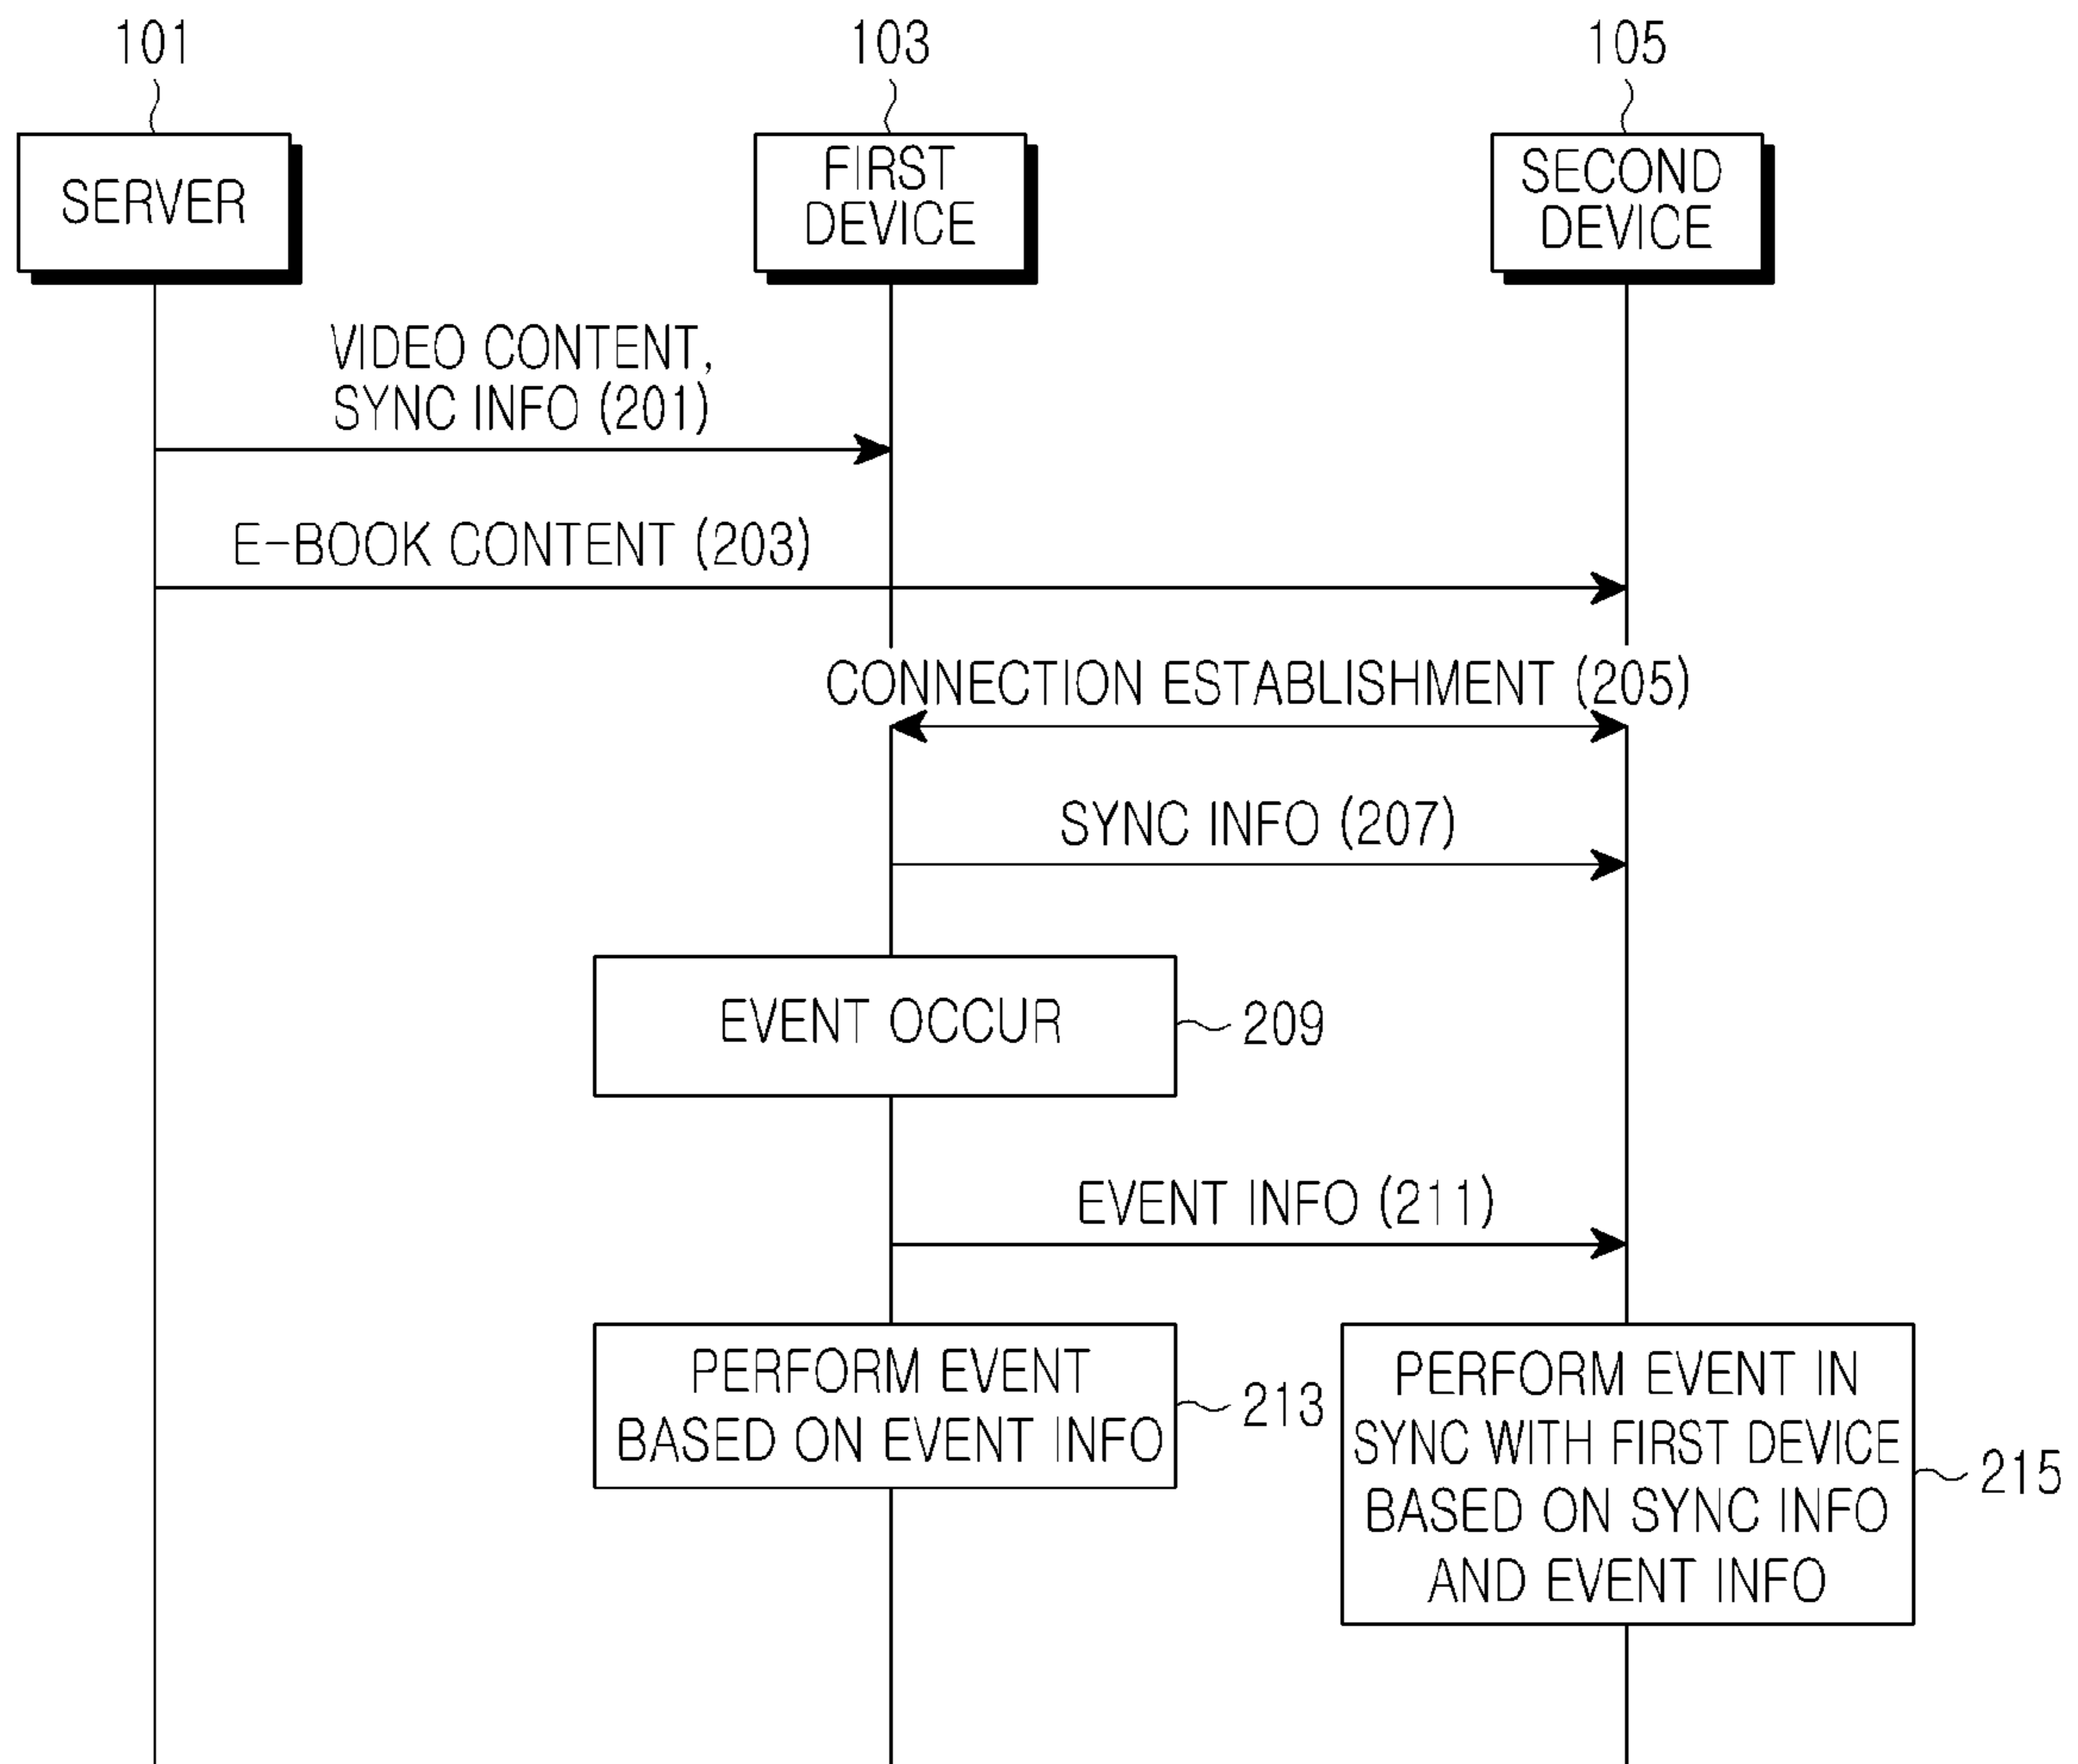 101
103
105
SERVER
FIRST
DEVICE
SECOND
DEVICE
VIDEO CONTENT,
SYNC INFO (201)
E-BOOK CONTENT (203)
CONNECTION ESTABLISHMENT (205)
SYNC INFO (207)
EVENT OCCUR
209
EVENT INFO (211)
PERFORM EVENT
BASED ON EVENT INFO
213
PERFORM EVENT IN
SYNC WITH FIRST DEVICE
BASED ON SYNC INFO
AND EVENT INFO
215